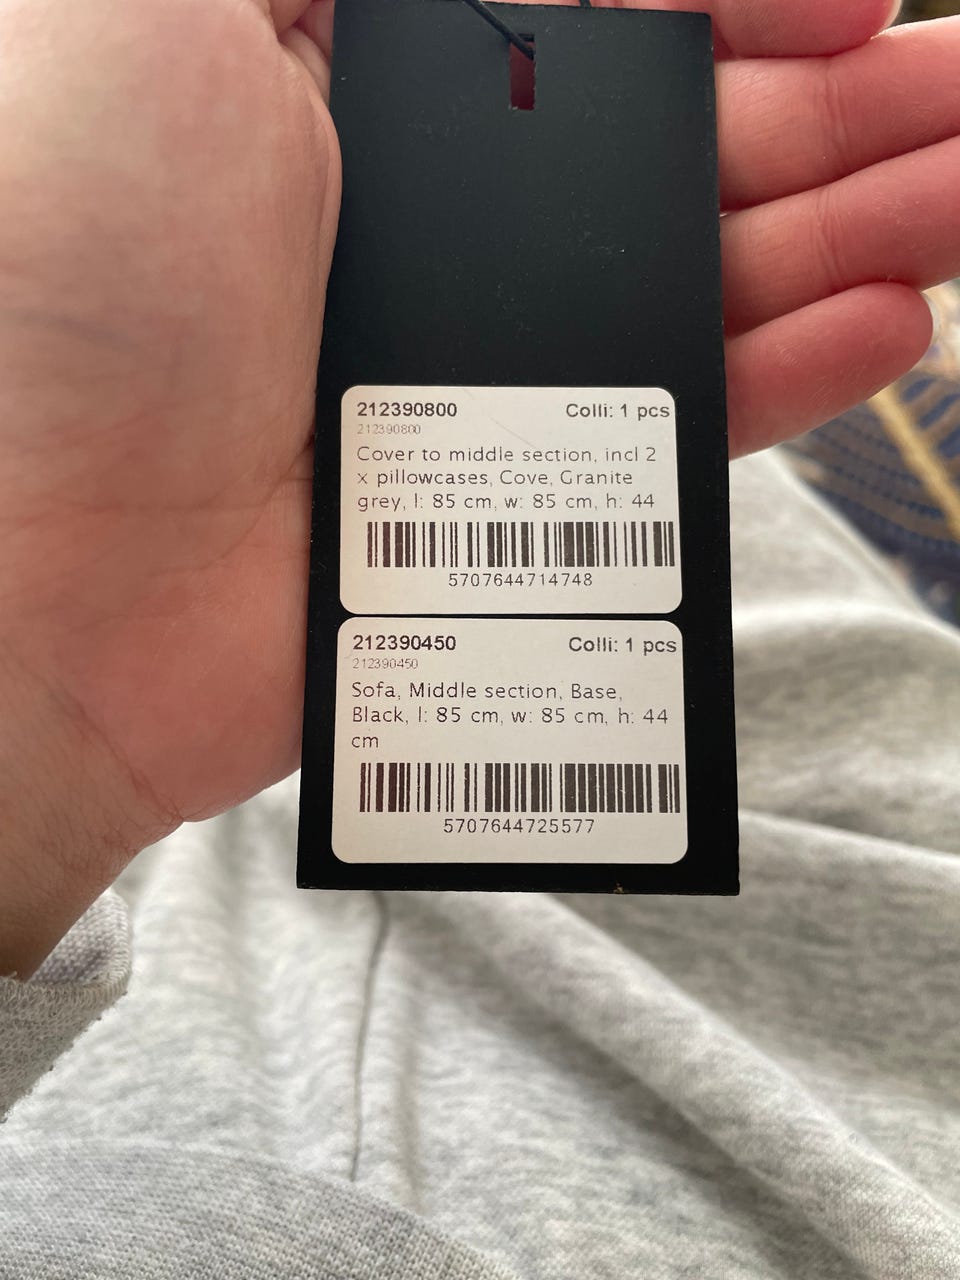 212390800 Colli: 1 pcs
212390800
Cover to middle section, incl 2
x pillowcases, Cove, Granite
grey, l: 85 cm, w: 85 cm, h: 44
5707644714748
212390450 Colli: 1 pcs
212390450
Sofa, Middle section, Base,
Black, l: 85 cm, w: 85 cm, h: 44
cm
5707644725577